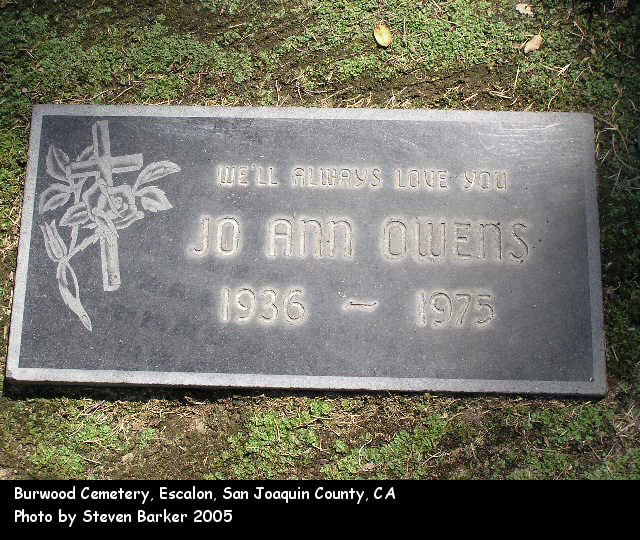 WE'LL ALWAYS LOVE YOU
JO ANN OWENS
1936 ~ 1975
Burwood Cemetery, Escalon, San Joaquin County, CA
Photo by Steven Barker 2005